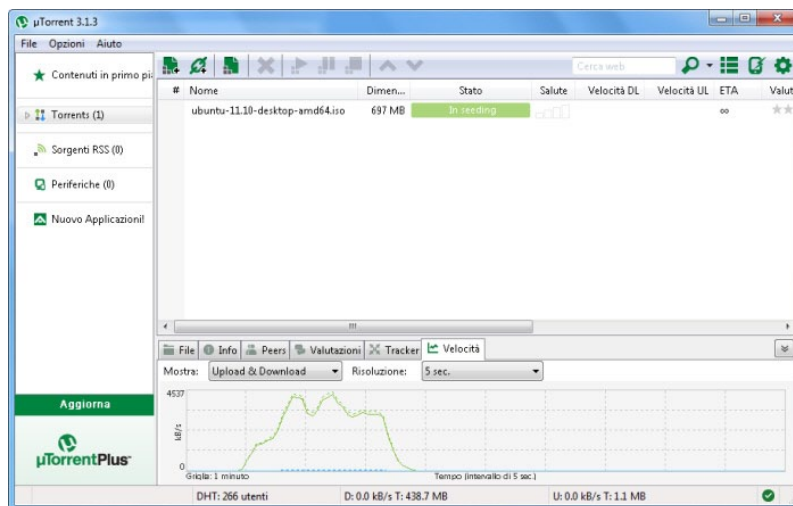 µTorrent 3.1.3
File Opzioni Aiuto
Contenuti in primo pi
Cerca web
# Nome Dimen... Stato Salute Velocità DL Velocità UL ETA Valut
Torrents (1)
ubuntu-11.10-desktop-amd64.iso 697 MB In seeding ∞
Sorgenti RSS (0)
Periferiche (0)
Nuovo Applicazioni!
File Info Peers Valutazioni Tracker Velocità
Mostra: Upload & Download Risoluzione: 5 sec.
4537
kB/s
0
Griglia: 1 minuto Tempo (intervallo di 5 sec.)
Aggiorna
µTorrentPlus
DHT: 266 utenti D: 0.0 kB/s T: 438.7 MB U: 0.0 kB/s T: 1.1 MB